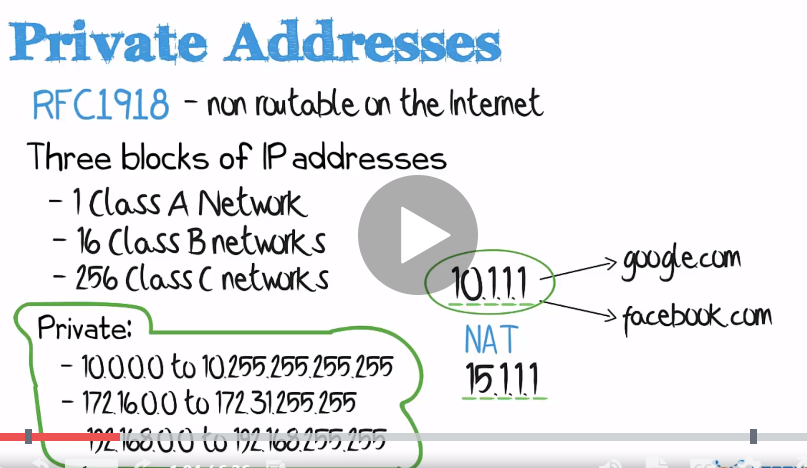 Private Addresses
RFC1918 - non routable on the Internet
Three blocks of IP addresses
- 1 Class A Network
- 16 Class B networks
- 256 Class C networks
10.1.1.1
google.com
facebook.com
NAT
15.1.1.1
Private:
- 10.0.0.0 to 10.255.255.255.255
- 172.16.0.0 to 172.31.255.255
- 192.168.0.0 to 192.168.255.255